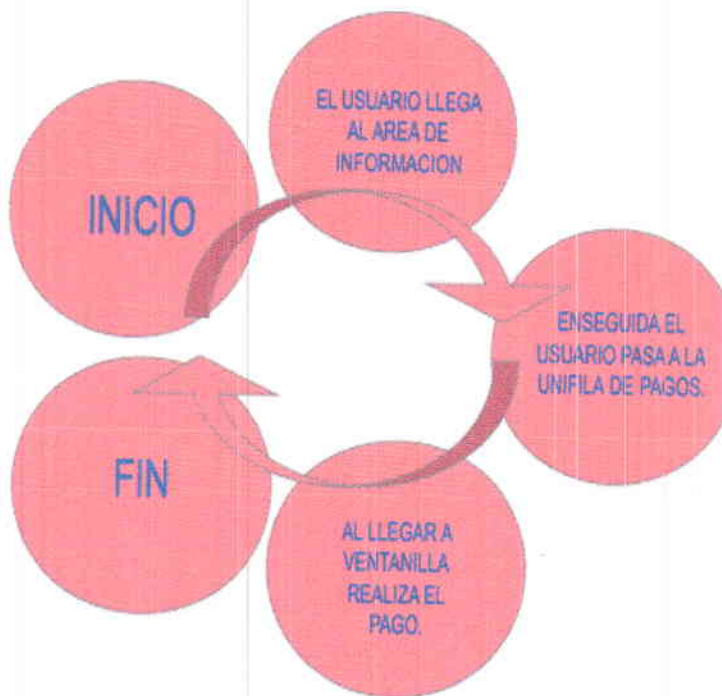 INICIO
EL USUARIO LLEGA
AL AREA DE
INFORMACION
ENSEGUIDA EL
USUARIO PASA A LA
UNIFILA DE PAGOS.
AL LLEGAR A
VENTANILLA
REALIZA EL
PAGO.
FIN